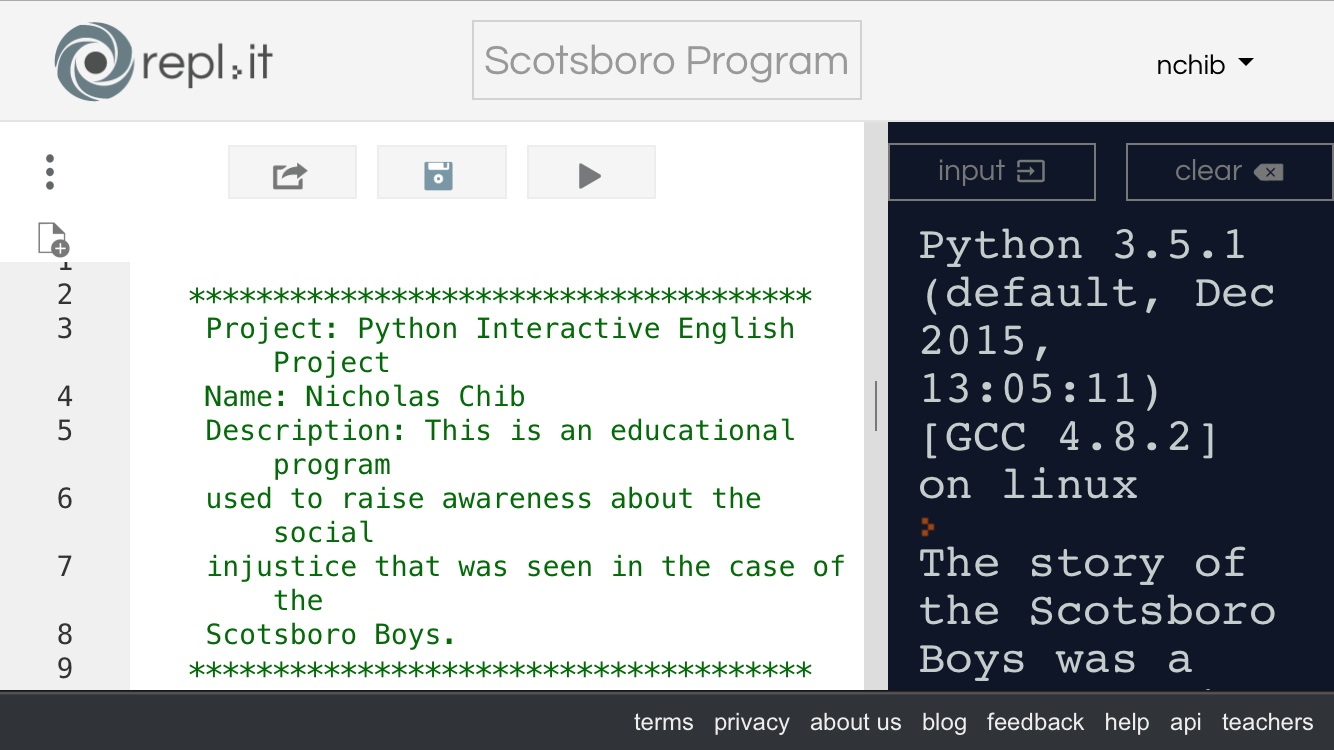 repl.it
Scotsboro Program
nchib
input
clear
1
2 *************************************
3 Project: Python Interactive English
Project
4 Name: Nicholas Chib
5 Description: This is an educational
program
6 used to raise awareness about the
social
7 injustice that was seen in the case of
the
8 Scotsboro Boys.
9 *************************************
Python 3.5.1
(default, Dec
2015,
13:05:11)
[GCC 4.8.2]
on linux
The story of
the Scotsboro
Boys was a
terms privacy about us blog feedback help api teachers